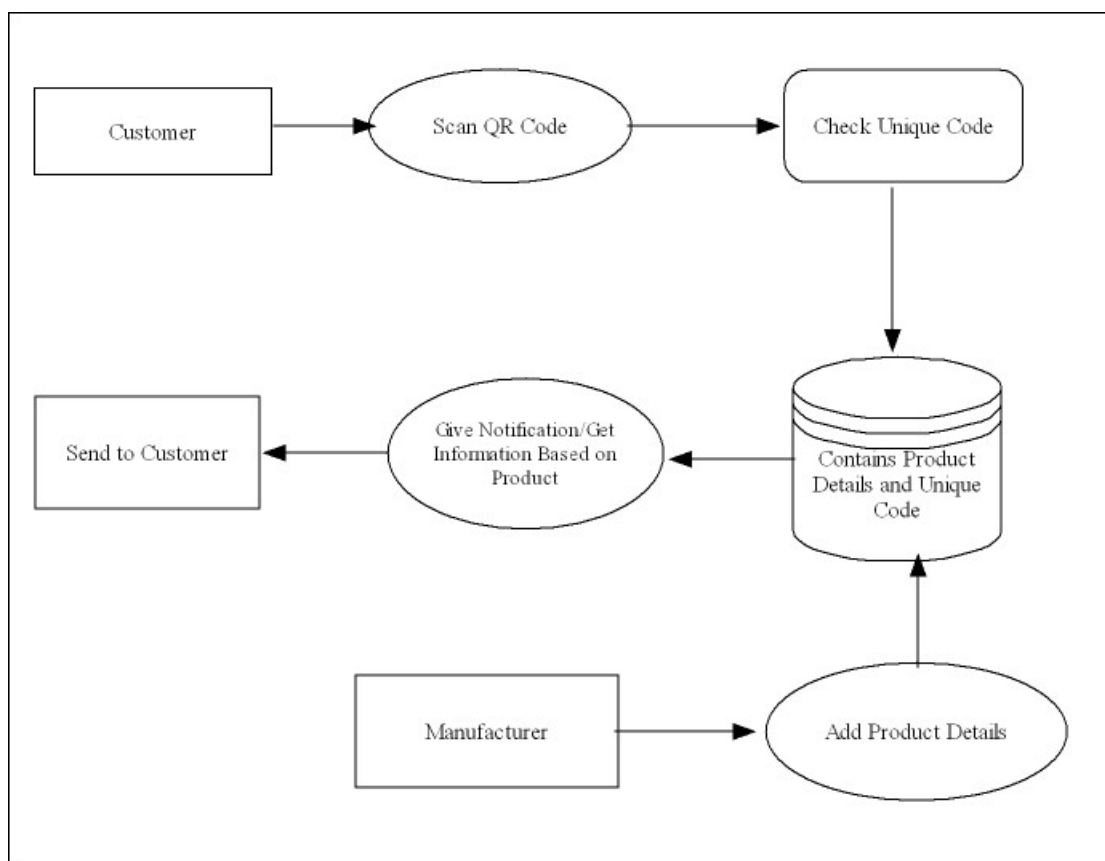 Customer
Scan QR Code
Check Unique Code
Send to Customer
Give Notification/Get
Information Based on
Product
Contains Product
Details and Unique
Code
Manufacturer
Add Product Details